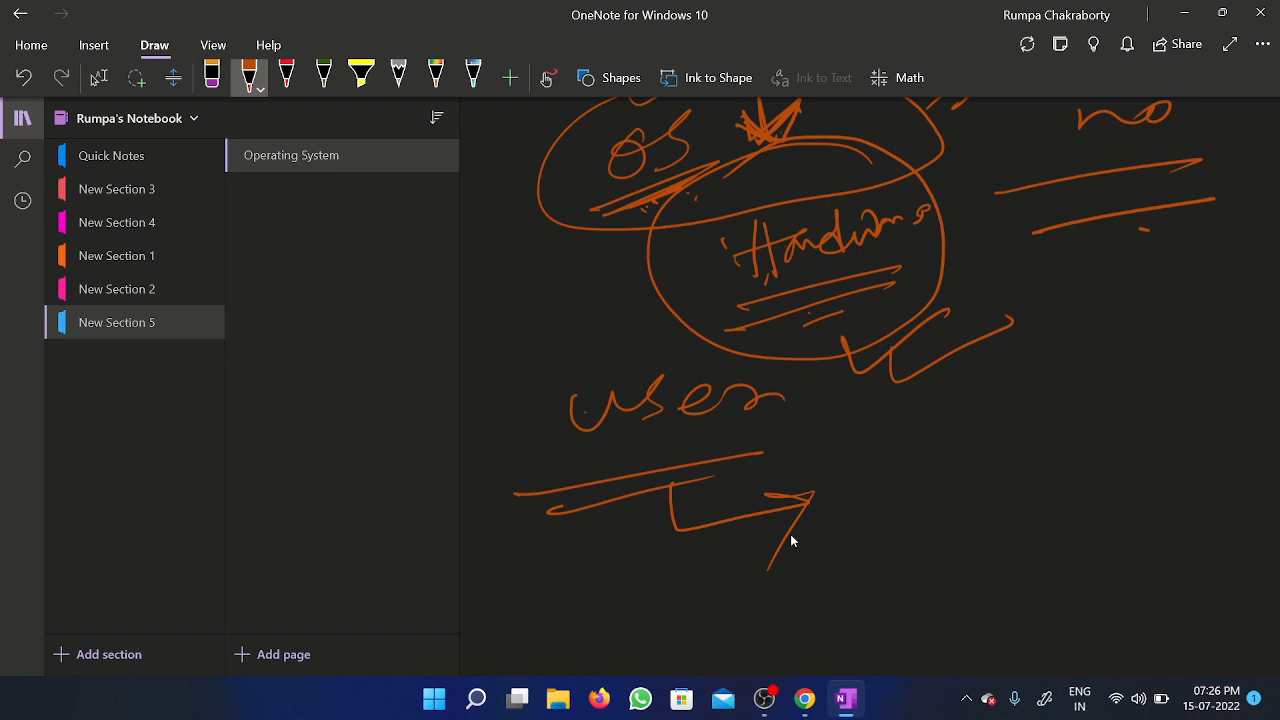 OneNote for Windows 10
Rumpa Chakraborty
Home
Insert
Draw
View
Help
Share
Shapes
Ink to Shape
Ink to Text
Math
Rumpa's Notebook
Quick Notes
New Section 3
New Section 4
New Section 1
New Section 2
New Section 5
Operating System
OS
no
user
Add section
Add page
ENG
IN
07:26 PM
15-07-2022
1